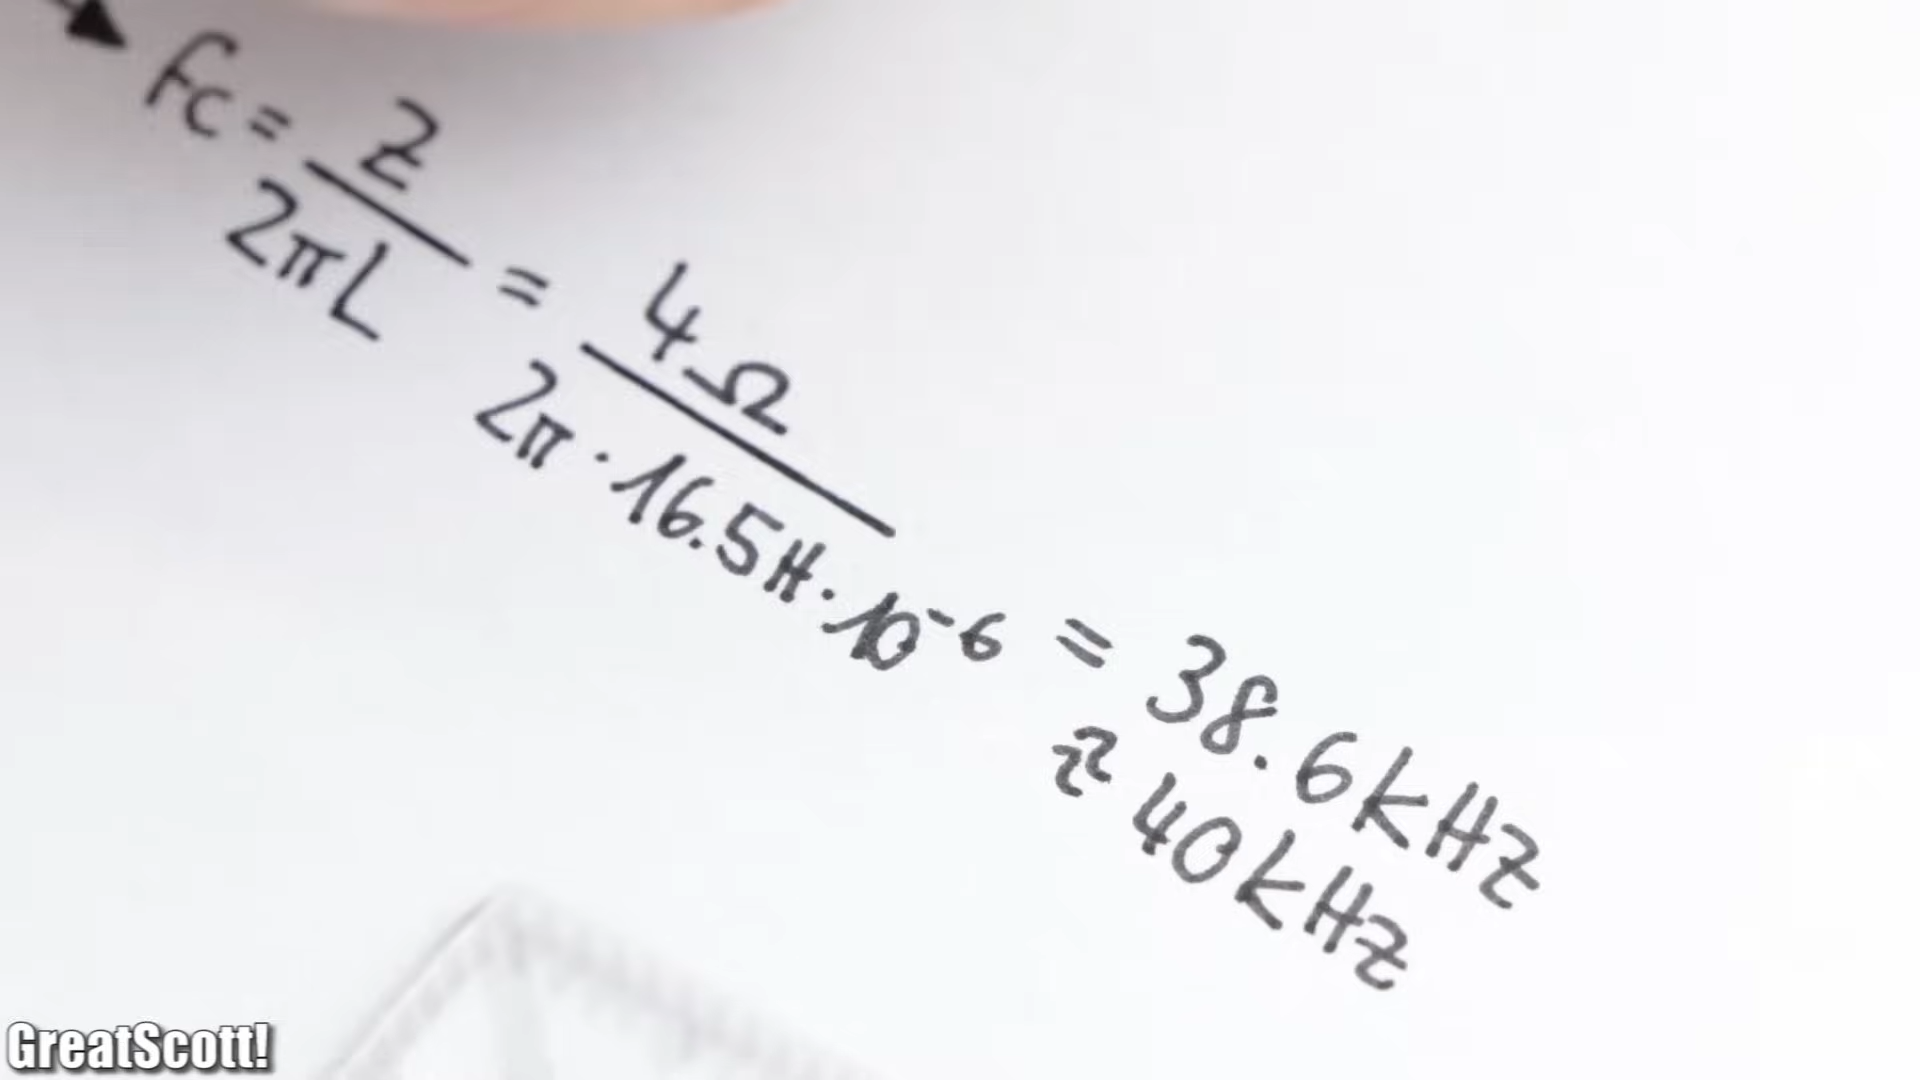 fc = Z / 2πL = 4Ω / 2π · 16.5H · 10⁻⁶ = 38.6kHz
≈ 40kHz
GreatScott!